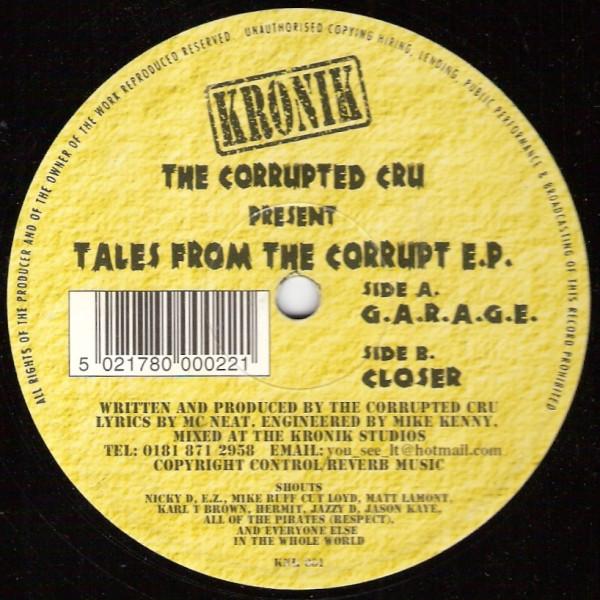 ALL RIGHTS OF THE PRODUCER AND OF THE OWNER OF THE WORK REPRODUCED RESERVED. UNAUTHORISED COPYING HIRING, LENDING, PUBLIC PERFORMANCE & BROADCASTING OF THIS RECORD PROHIBITED
KRONIK
THE CORRUPTED CRU
PRESENT
TALES FROM THE CORRUPT E.P.
SIDE A.
G.A.R.A.G.E.
SIDE B.
CLOSER
5 021780 000221
WRITTEN AND PRODUCED BY THE CORRUPTED CRU
LYRICS BY MC NEAT, ENGINEERED BY MIKE KENNY,
MIXED AT THE KRONIK STUDIOS
TEL: 0181 871 2958 EMAIL: you_see_lt@hotmail.com
COPYRIGHT CONTROL/REVERB MUSIC
SHOUTS
NICKY D, E.Z., MIKE RUFF CUT LOYD, MATT LAMONT,
KARL T BROWN, HERMIT, JAZZY D, JASON KAYE,
ALL OF THE PIRATES (RESPECT),
AND EVERYONE ELSE
IN THE WHOLE WORLD